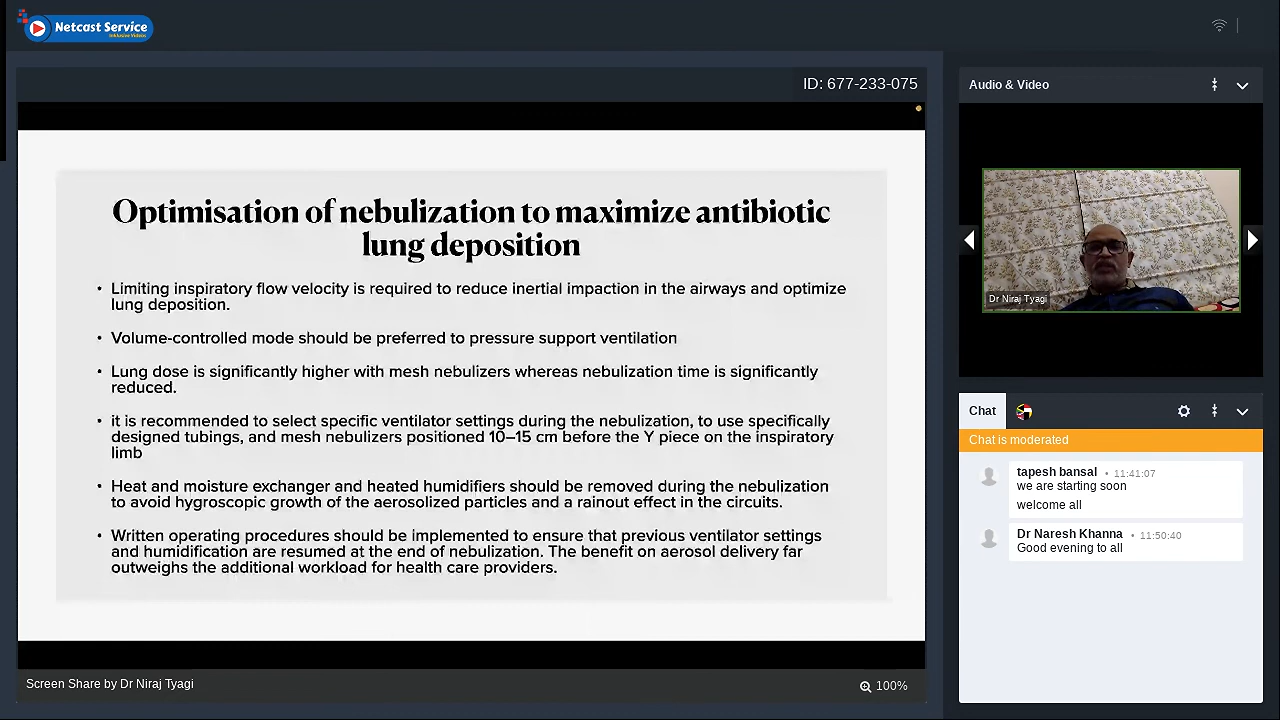 Netcast Service
Inclusive Videos
ID: 677-233-075
Optimisation of nebulization to maximize antibiotic
lung deposition
• Limiting inspiratory flow velocity is required to reduce inertial impaction in the airways and optimize
lung deposition.
• Volume-controlled mode should be preferred to pressure support ventilation
• Lung dose is significantly higher with mesh nebulizers whereas nebulization time is significantly
reduced.
• it is recommended to select specific ventilator settings during the nebulization, to use specifically
designed tubings, and mesh nebulizers positioned 10–15 cm before the Y piece on the inspiratory
limb
• Heat and moisture exchanger and heated humidifiers should be removed during the nebulization
to avoid hygroscopic growth of the aerosolized particles and a rainout effect in the circuits.
• Written operating procedures should be implemented to ensure that previous ventilator settings
and humidification are resumed at the end of nebulization. The benefit on aerosol delivery far
outweighs the additional workload for health care providers.
Screen Share by Dr Niraj Tyagi
100%
Audio & Video
Dr Niraj Tyagi
Chat
Chat is moderated
tapesh bansal • 11:41:07
we are starting soon
welcome all
Dr Naresh Khanna • 11:50:40
Good evening to all